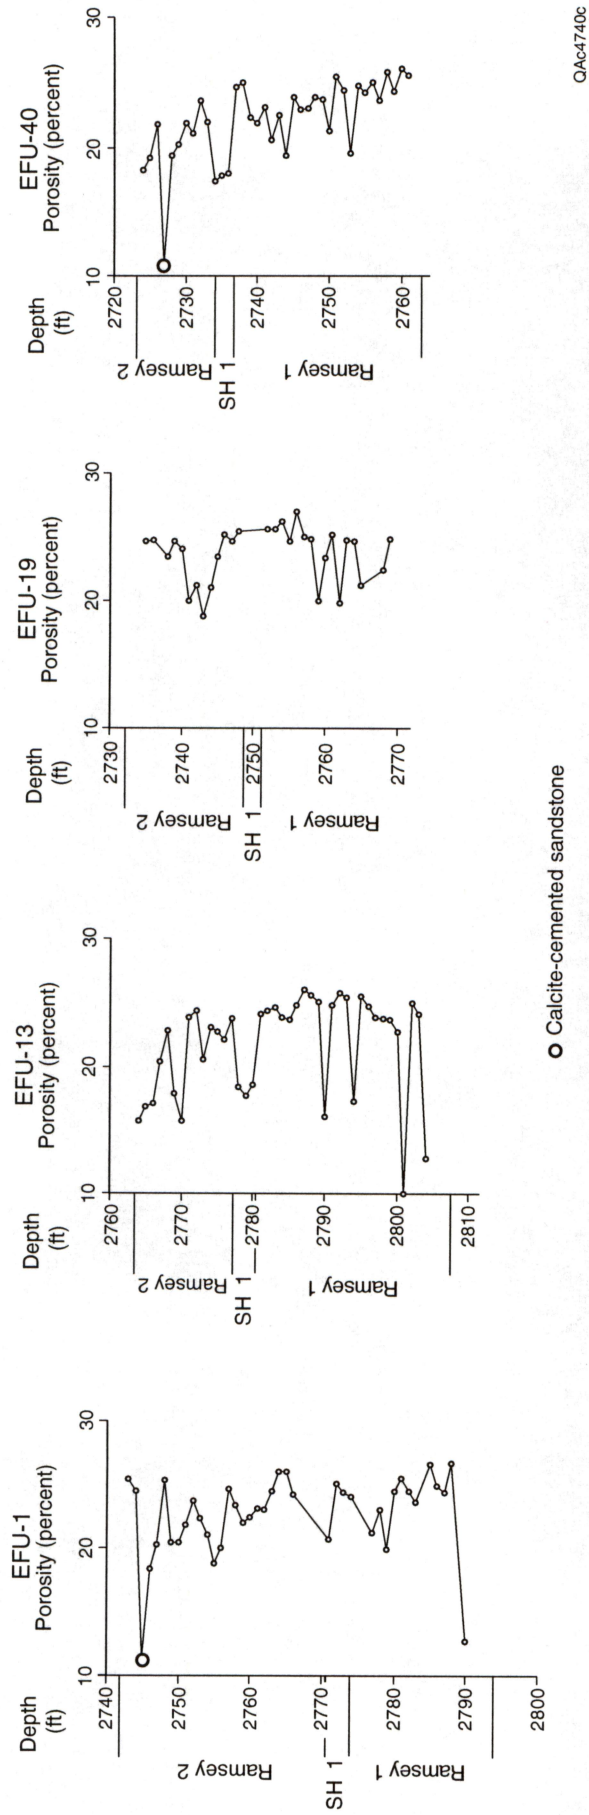 EFU-1
Porosity (percent)
Depth
(ft)
10
20
30
2740
2750
2760
2770
2780
2790
2800
Ramsey 2
SH 1
Ramsey 1
EFU-13
Porosity (percent)
Depth
(ft)
10
20
30
2760
2770
2780
2790
2800
2810
Ramsey 2
SH 1
Ramsey 1
EFU-19
Porosity (percent)
Depth
(ft)
10
20
30
2730
2740
2750
2760
2770
Ramsey 2
SH 1
Ramsey 1
EFU-40
Porosity (percent)
Depth
(ft)
10
20
30
2720
2730
2740
2750
2760
Ramsey 2
SH 1
Ramsey 1
Calcite-cemented sandstone
QAc4740c